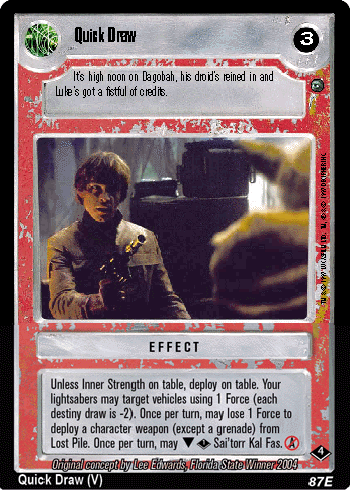 Quick Draw
3
It's high noon on Dagobah, his droid's reined in and
Luke's got a fistful of credits.
EFFECT
Unless Inner Strength on table, deploy on table. Your
lightsabers may target vehicles using 1 Force (each
destiny draw is -2). Once per turn, may lose 1 Force to
deploy a character weapon (except a grenade) from
Lost Pile. Once per turn, may ▼ Sai'torr Kal Fas. A
4
Original concept by Lee Edwards, Florida State Winner 2004
Quick Draw (V)
87E